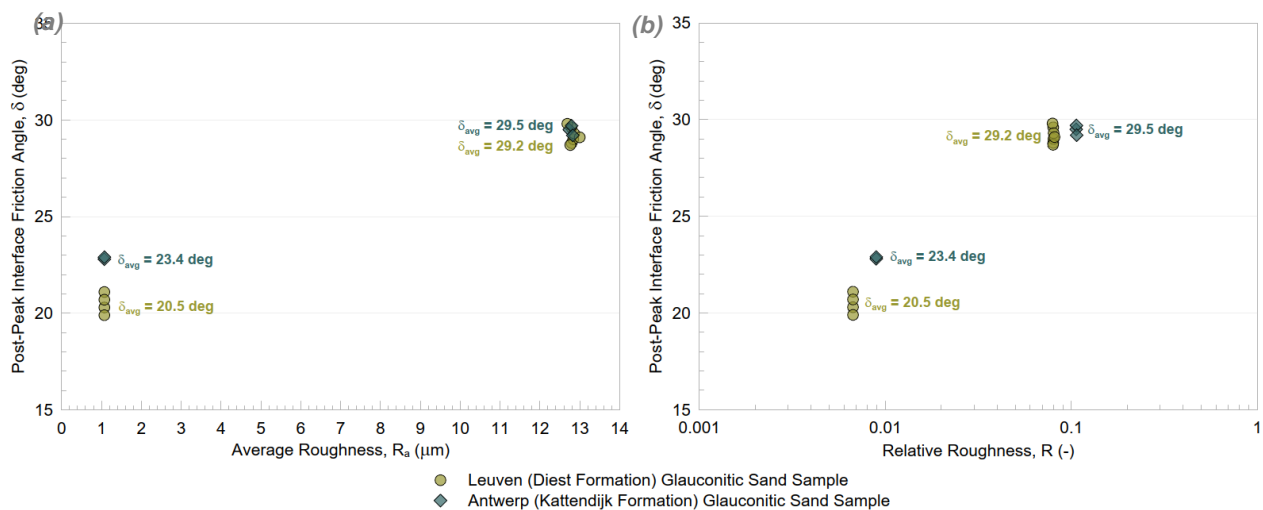 (a)
35
30
25
20
15
Post-Peak Interface Friction Angle, δ (deg)
δavg = 29.5 deg
δavg = 29.2 deg
δavg = 23.4 deg
δavg = 20.5 deg
0 1 2 3 4 5 6 7 8 9 10 11 12 13 14
Average Roughness, Ra (μm)
(b)
35
30
25
20
15
Post-Peak Interface Friction Angle, δ (deg)
δavg = 29.2 deg
δavg = 29.5 deg
δavg = 23.4 deg
δavg = 20.5 deg
0.001 0.01 0.1 1
Relative Roughness, R (-)
Leuven (Diest Formation) Glauconitic Sand Sample
Antwerp (Kattendijk Formation) Glauconitic Sand Sample